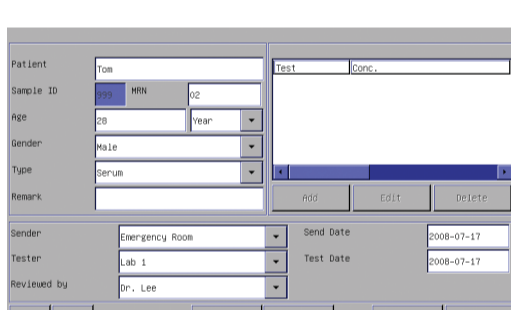 Patient Tom
Sample ID 999 MRN 02
Age 28 Year
Gender Male
Type Serum
Remark
Test Conc.
Add Edit Delete
Sender Emergency Room Send Date 2008-07-17
Tester Lab 1 Test Date 2008-07-17
Reviewed by Dr. Lee